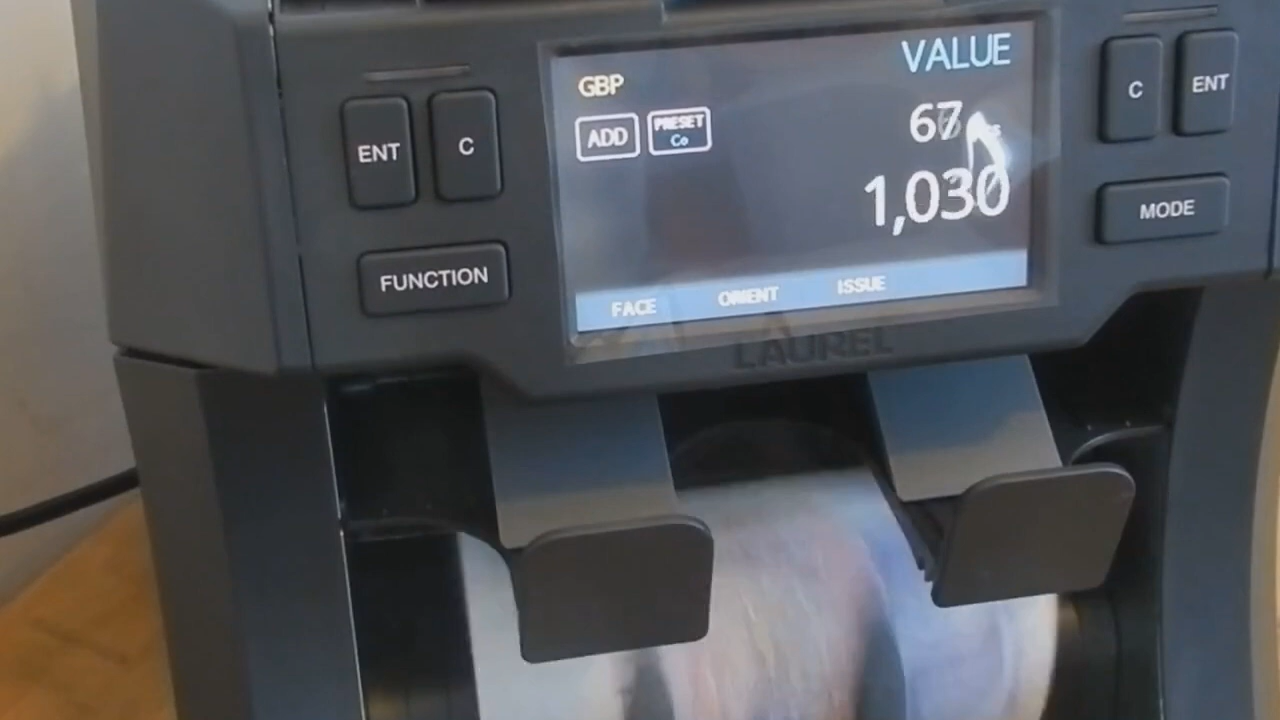 VALUE
GBP
ADD
PRESET
Co
67
1,030
FACE ORIENT ISSUE
LAUREL
ENT
C
FUNCTION
C
ENT
MODE